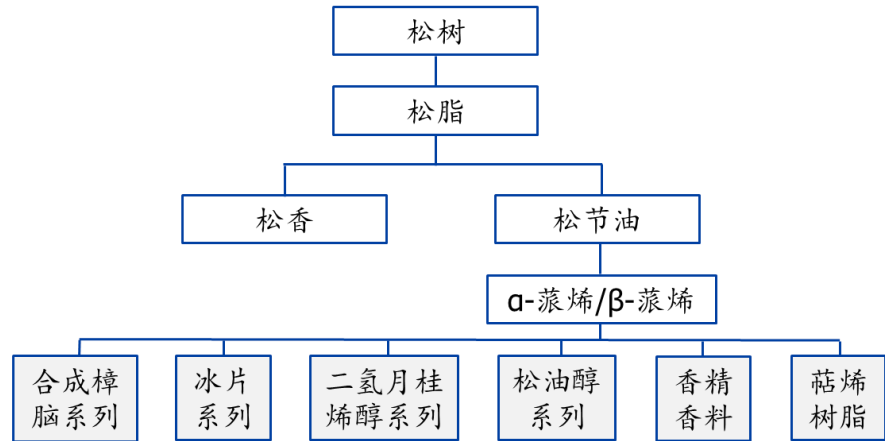 松树
松脂
松香
松节油
α-蒎烯/β-蒎烯
合成樟
脑系列
冰片
系列
二氢月桂
烯醇系列
松油醇
系列
香精
香料
萜烯
树脂